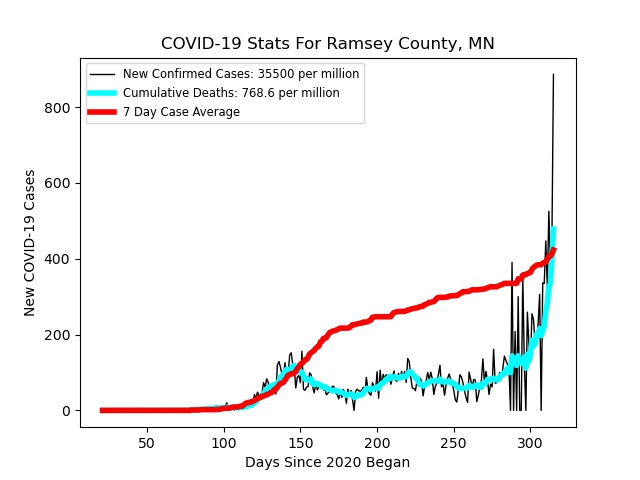 COVID-19 Stats For Ramsey County, MN
New Confirmed Cases: 35500 per million
Cumulative Deaths: 768.6 per million
7 Day Case Average
New COVID-19 Cases
800
600
400
200
0
50 100 150 200 250 300
Days Since 2020 Began